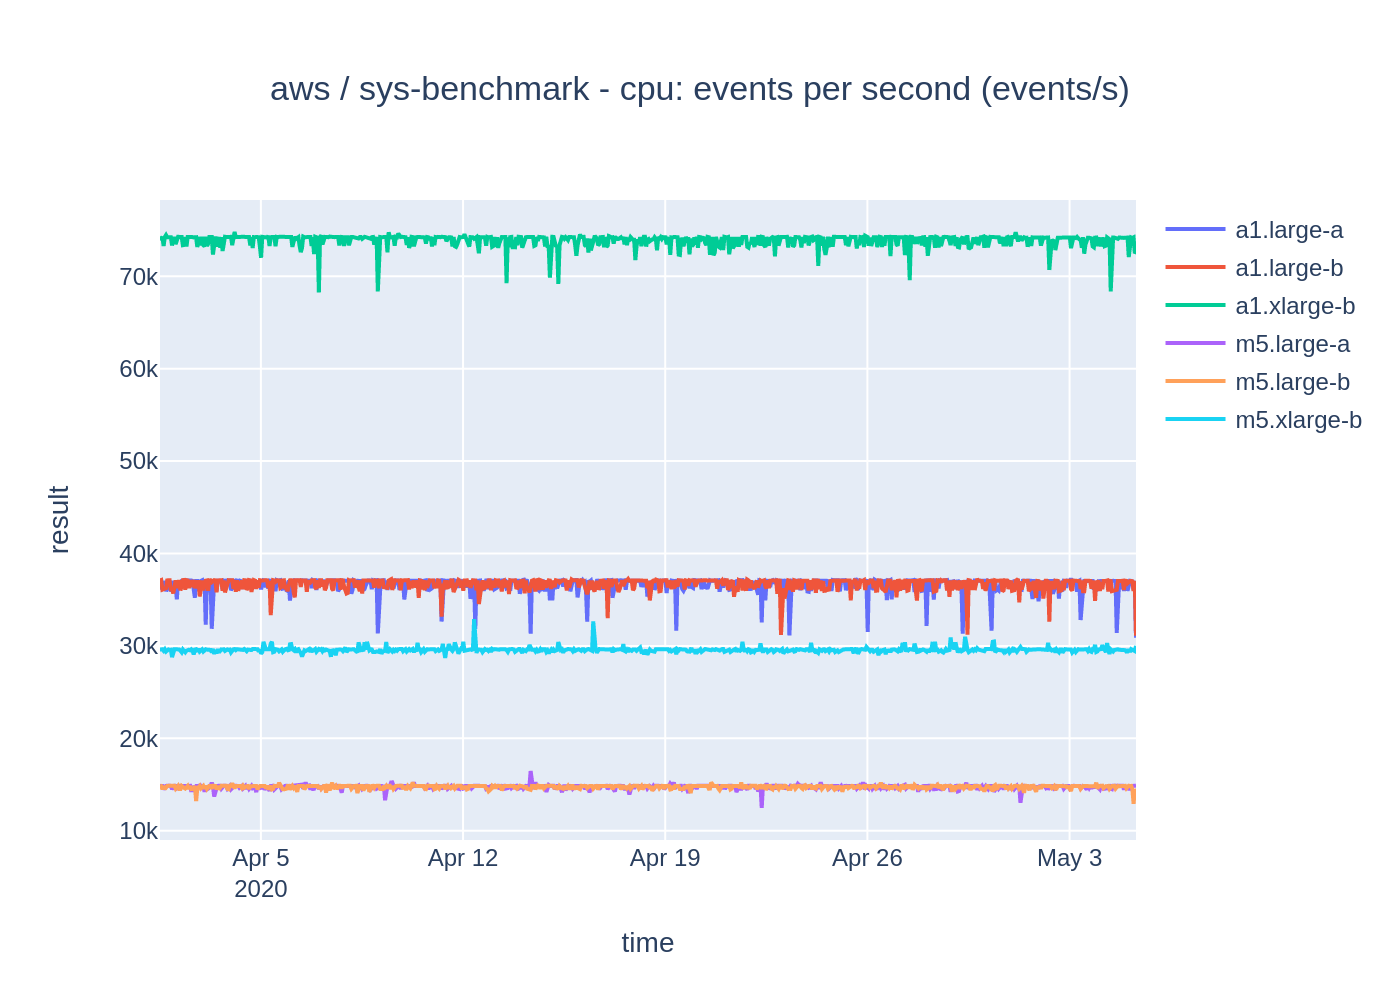 aws / sys-benchmark - cpu: events per second (events/s)
a1.large-a
a1.large-b
a1.xlarge-b
m5.large-a
m5.large-b
m5.xlarge-b
70k
60k
50k
40k
30k
20k
10k
result
Apr 5
2020
Apr 12
Apr 19
Apr 26
May 3
time